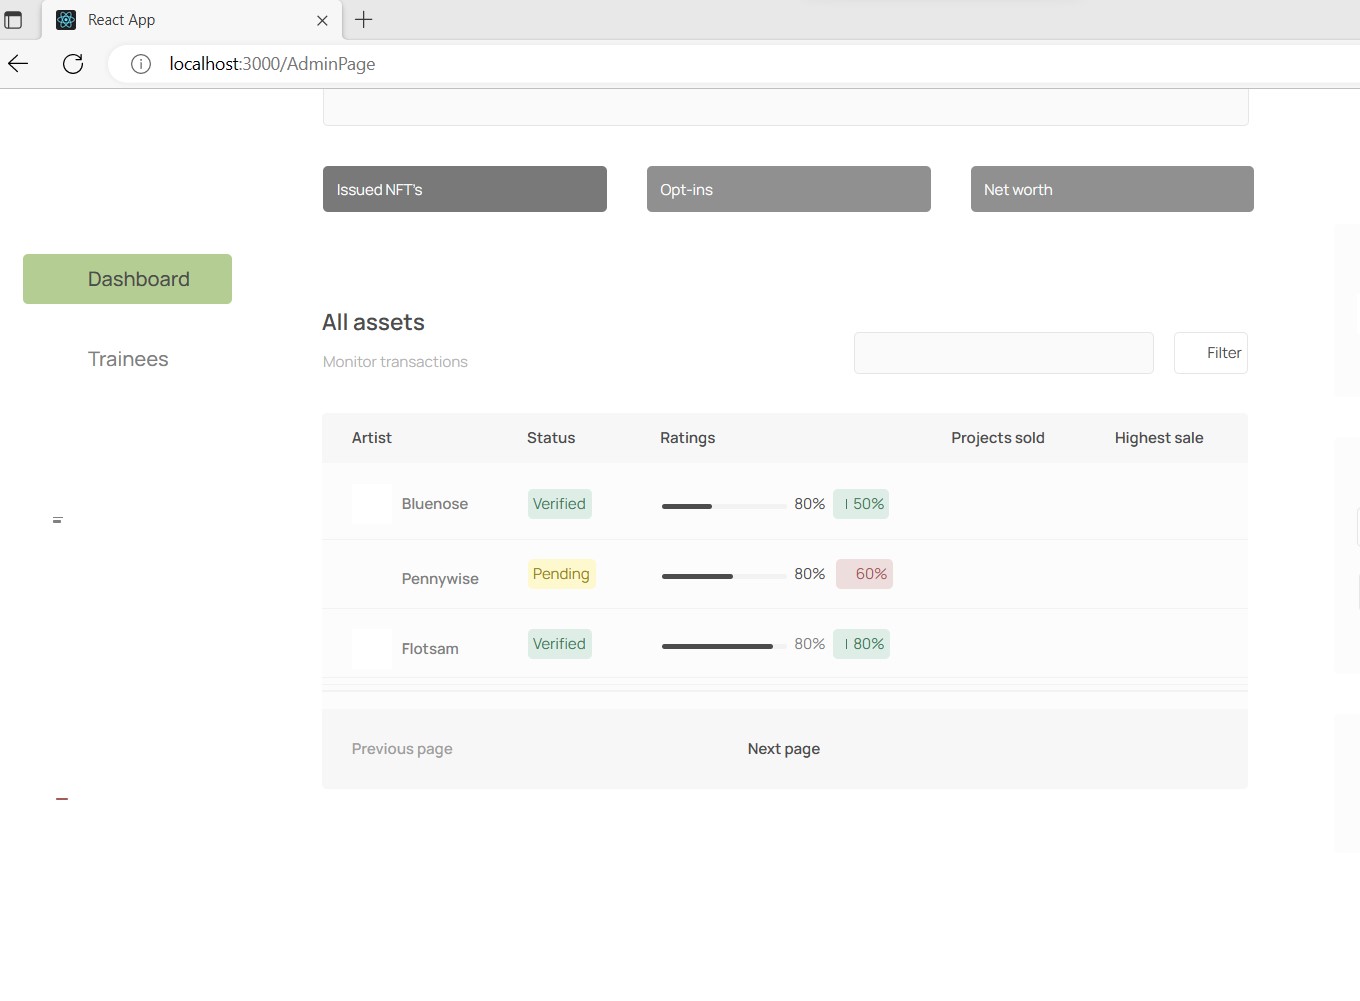 React App
localhost:3000/AdminPage
Issued NFT's Opt-ins Net worth
Dashboard
All assets
Trainees
Monitor transactions
Filter
Artist Status Ratings Projects sold Highest sale
Bluenose Verified 80% 50%
Pennywise Pending 80% 60%
Flotsam Verified 80% 80%
Previous page Next page